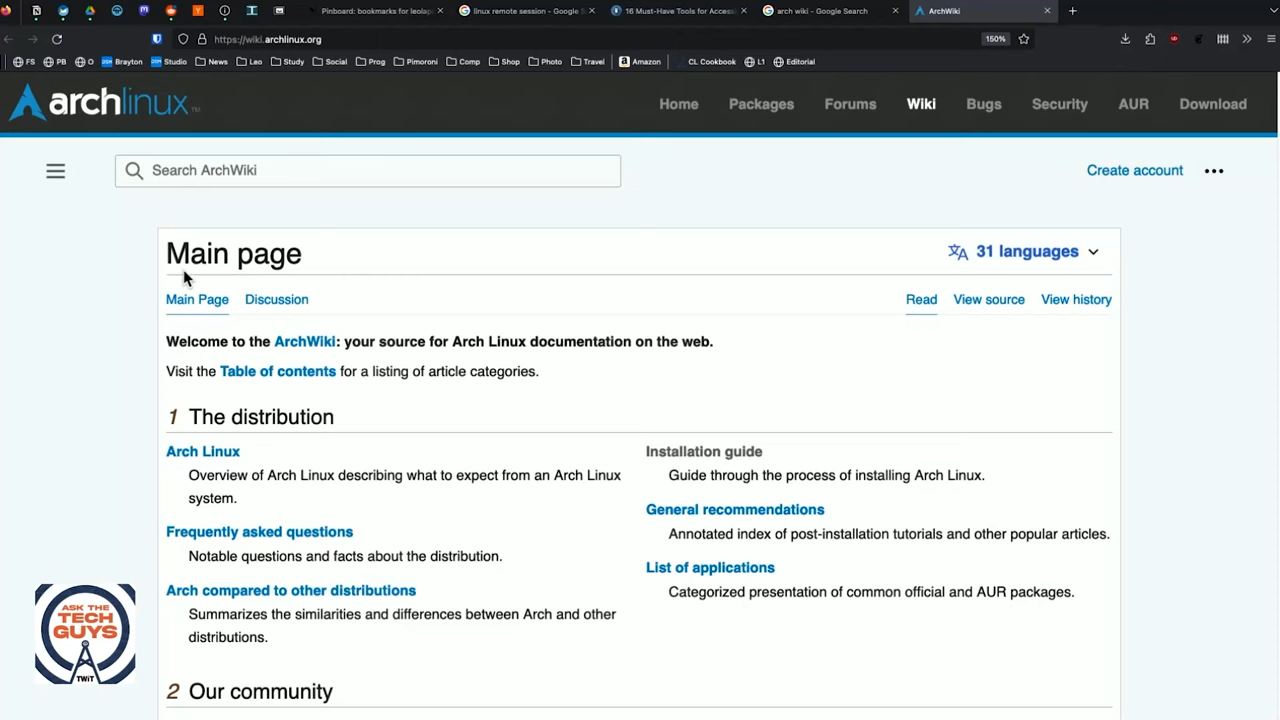 Pinboard: bookmarks for leolap
linux remote session - Google S
16 Must-Have Tools for Access
arch wiki - Google Search
ArchWiki
https://wiki.archlinux.org
150%
FS
PB
O
Brayton
Studio
News
Leo
Study
Social
Prog
Pimoroni
Comp
Shop
Photo
Travel
Amazon
CL Cookbook
L1
Editorial
archlinux
Home
Packages
Forums
Wiki
Bugs
Security
AUR
Download
Search ArchWiki
Create account
Main page
31 languages
Main Page
Discussion
Read
View source
View history
Welcome to the ArchWiki: your source for Arch Linux documentation on the web.
Visit the Table of contents for a listing of article categories.
1 The distribution
Arch Linux
Overview of Arch Linux describing what to expect from an Arch Linux
system.
Frequently asked questions
Notable questions and facts about the distribution.
Arch compared to other distributions
Summarizes the similarities and differences between Arch and other
distributions.
Installation guide
Guide through the process of installing Arch Linux.
General recommendations
Annotated index of post-installation tutorials and other popular articles.
List of applications
Categorized presentation of common official and AUR packages.
2 Our community
ASK THE
TECH
GUYS
TWiT